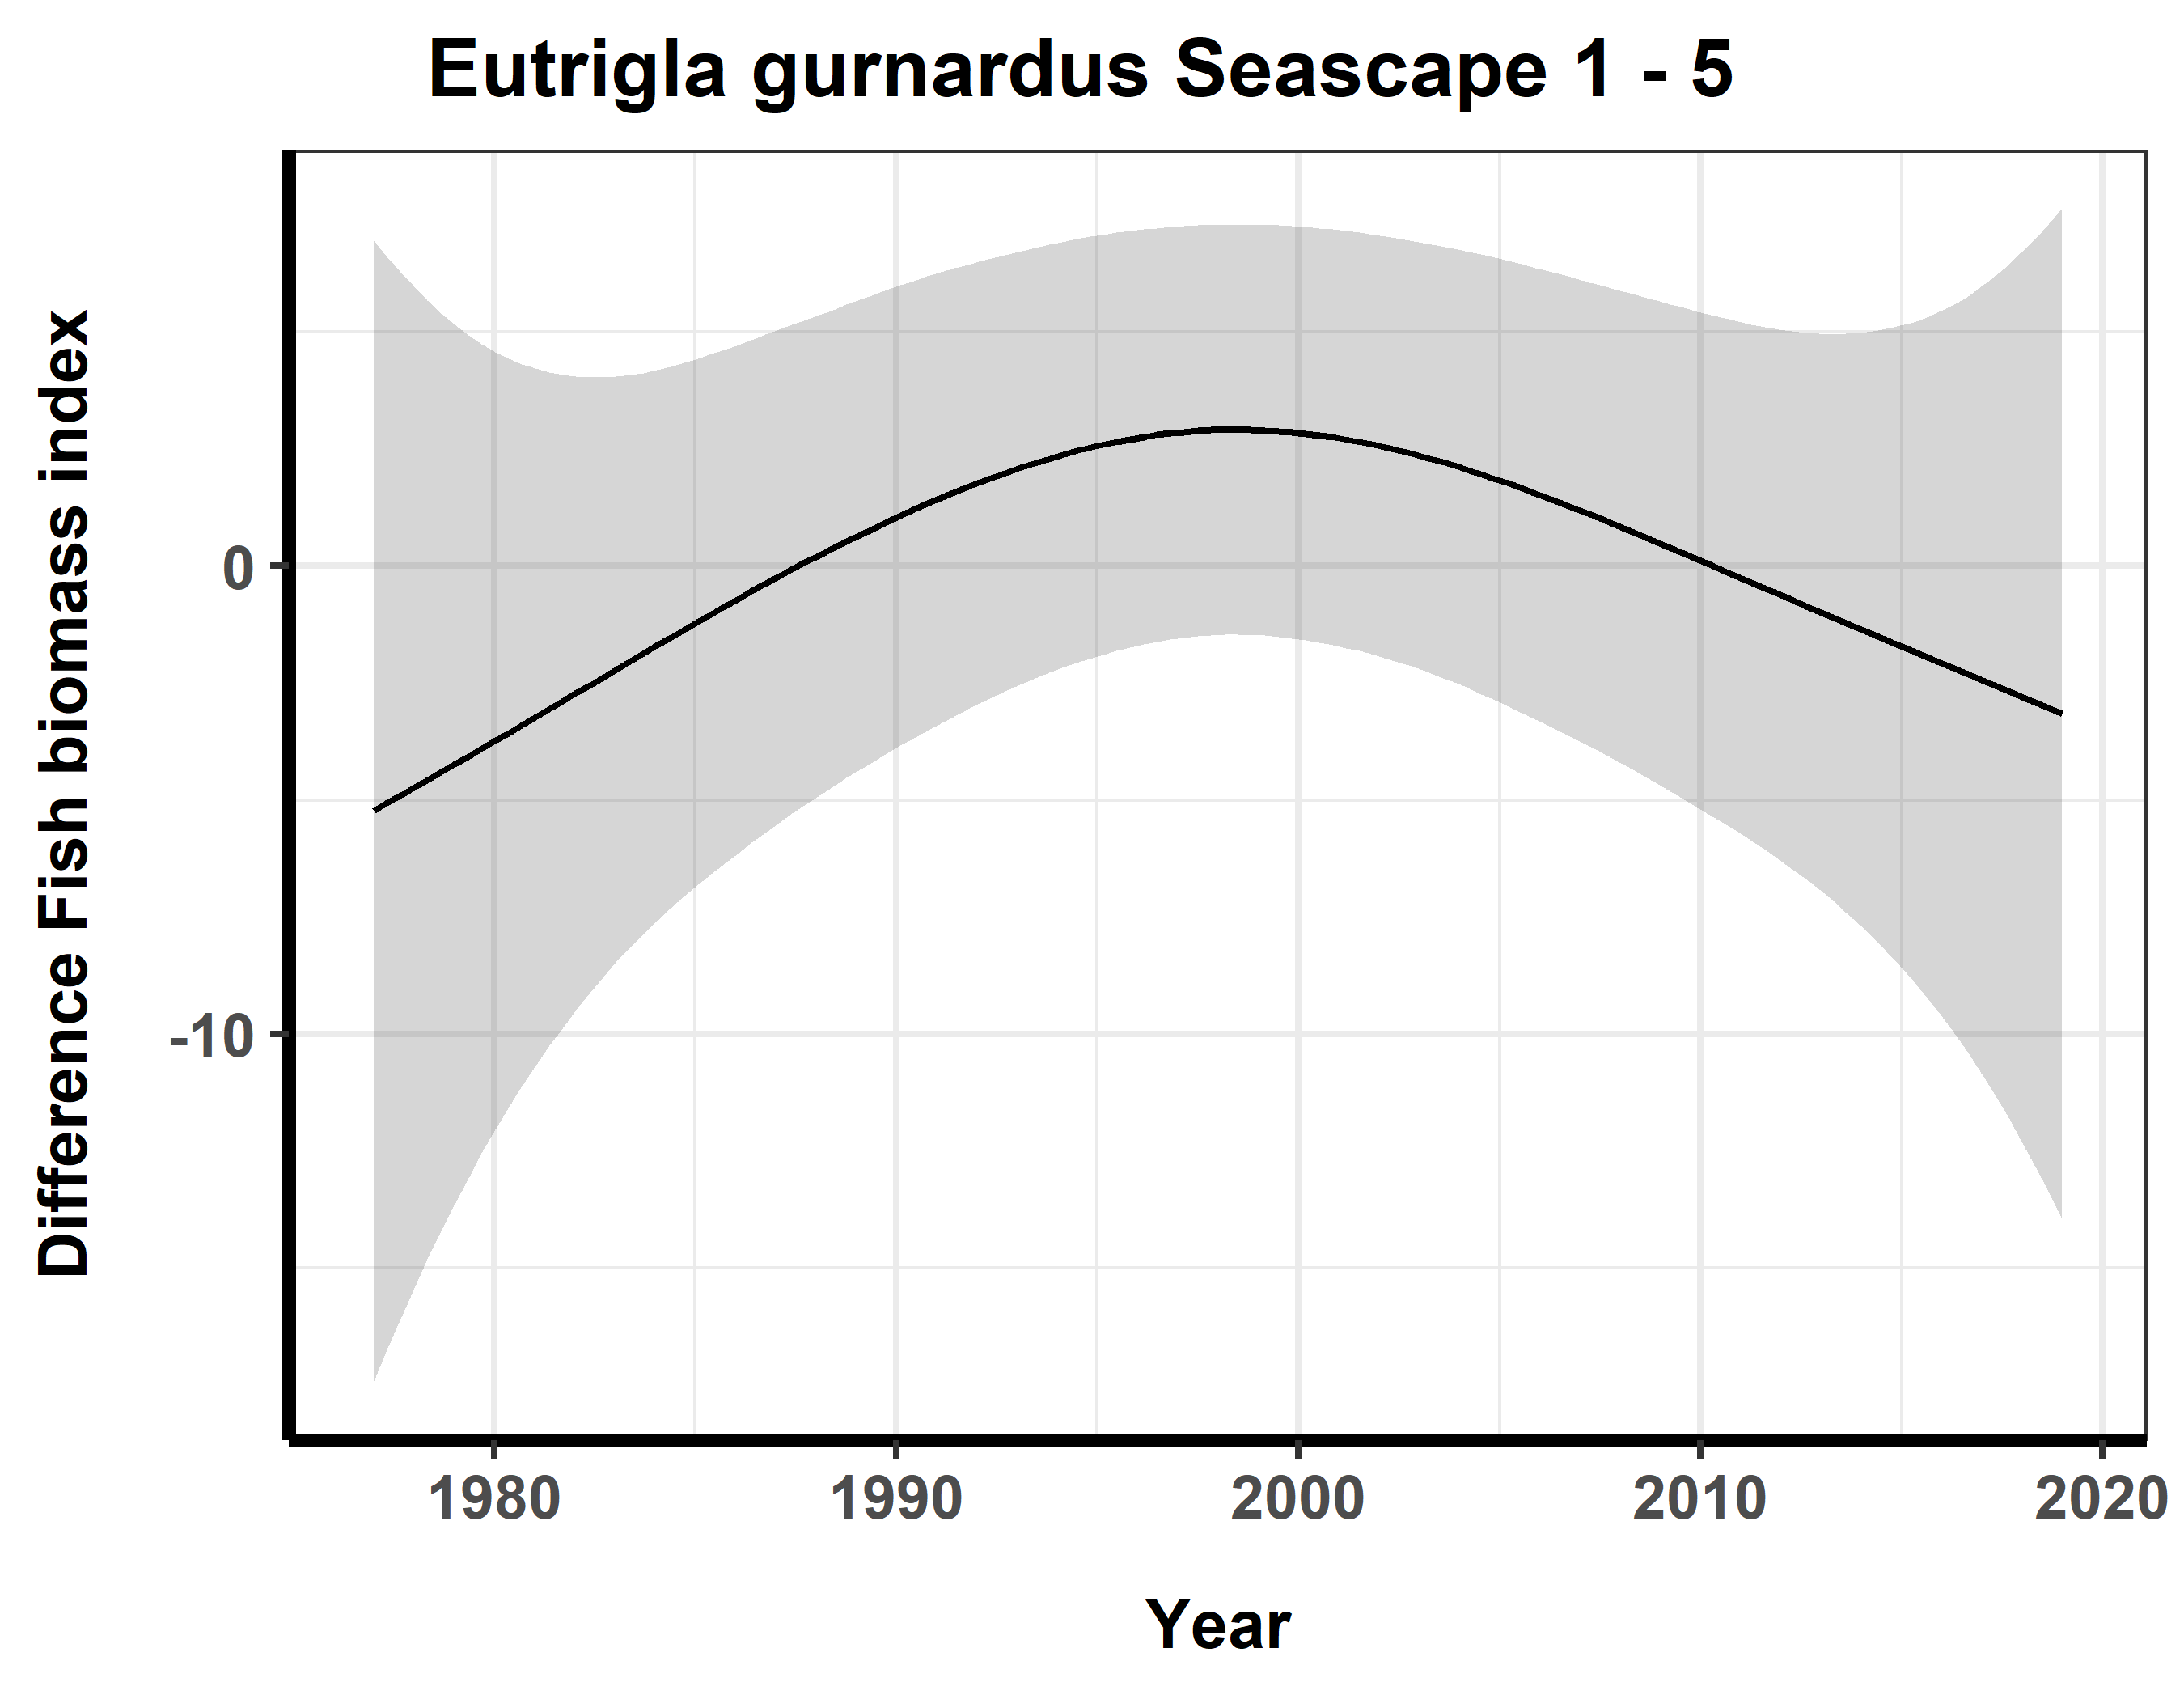 Eutrigla gurnardus Seascape 1 - 5
Difference Fish biomass index
0
-10
1980
1990
2000
2010
2020
Year